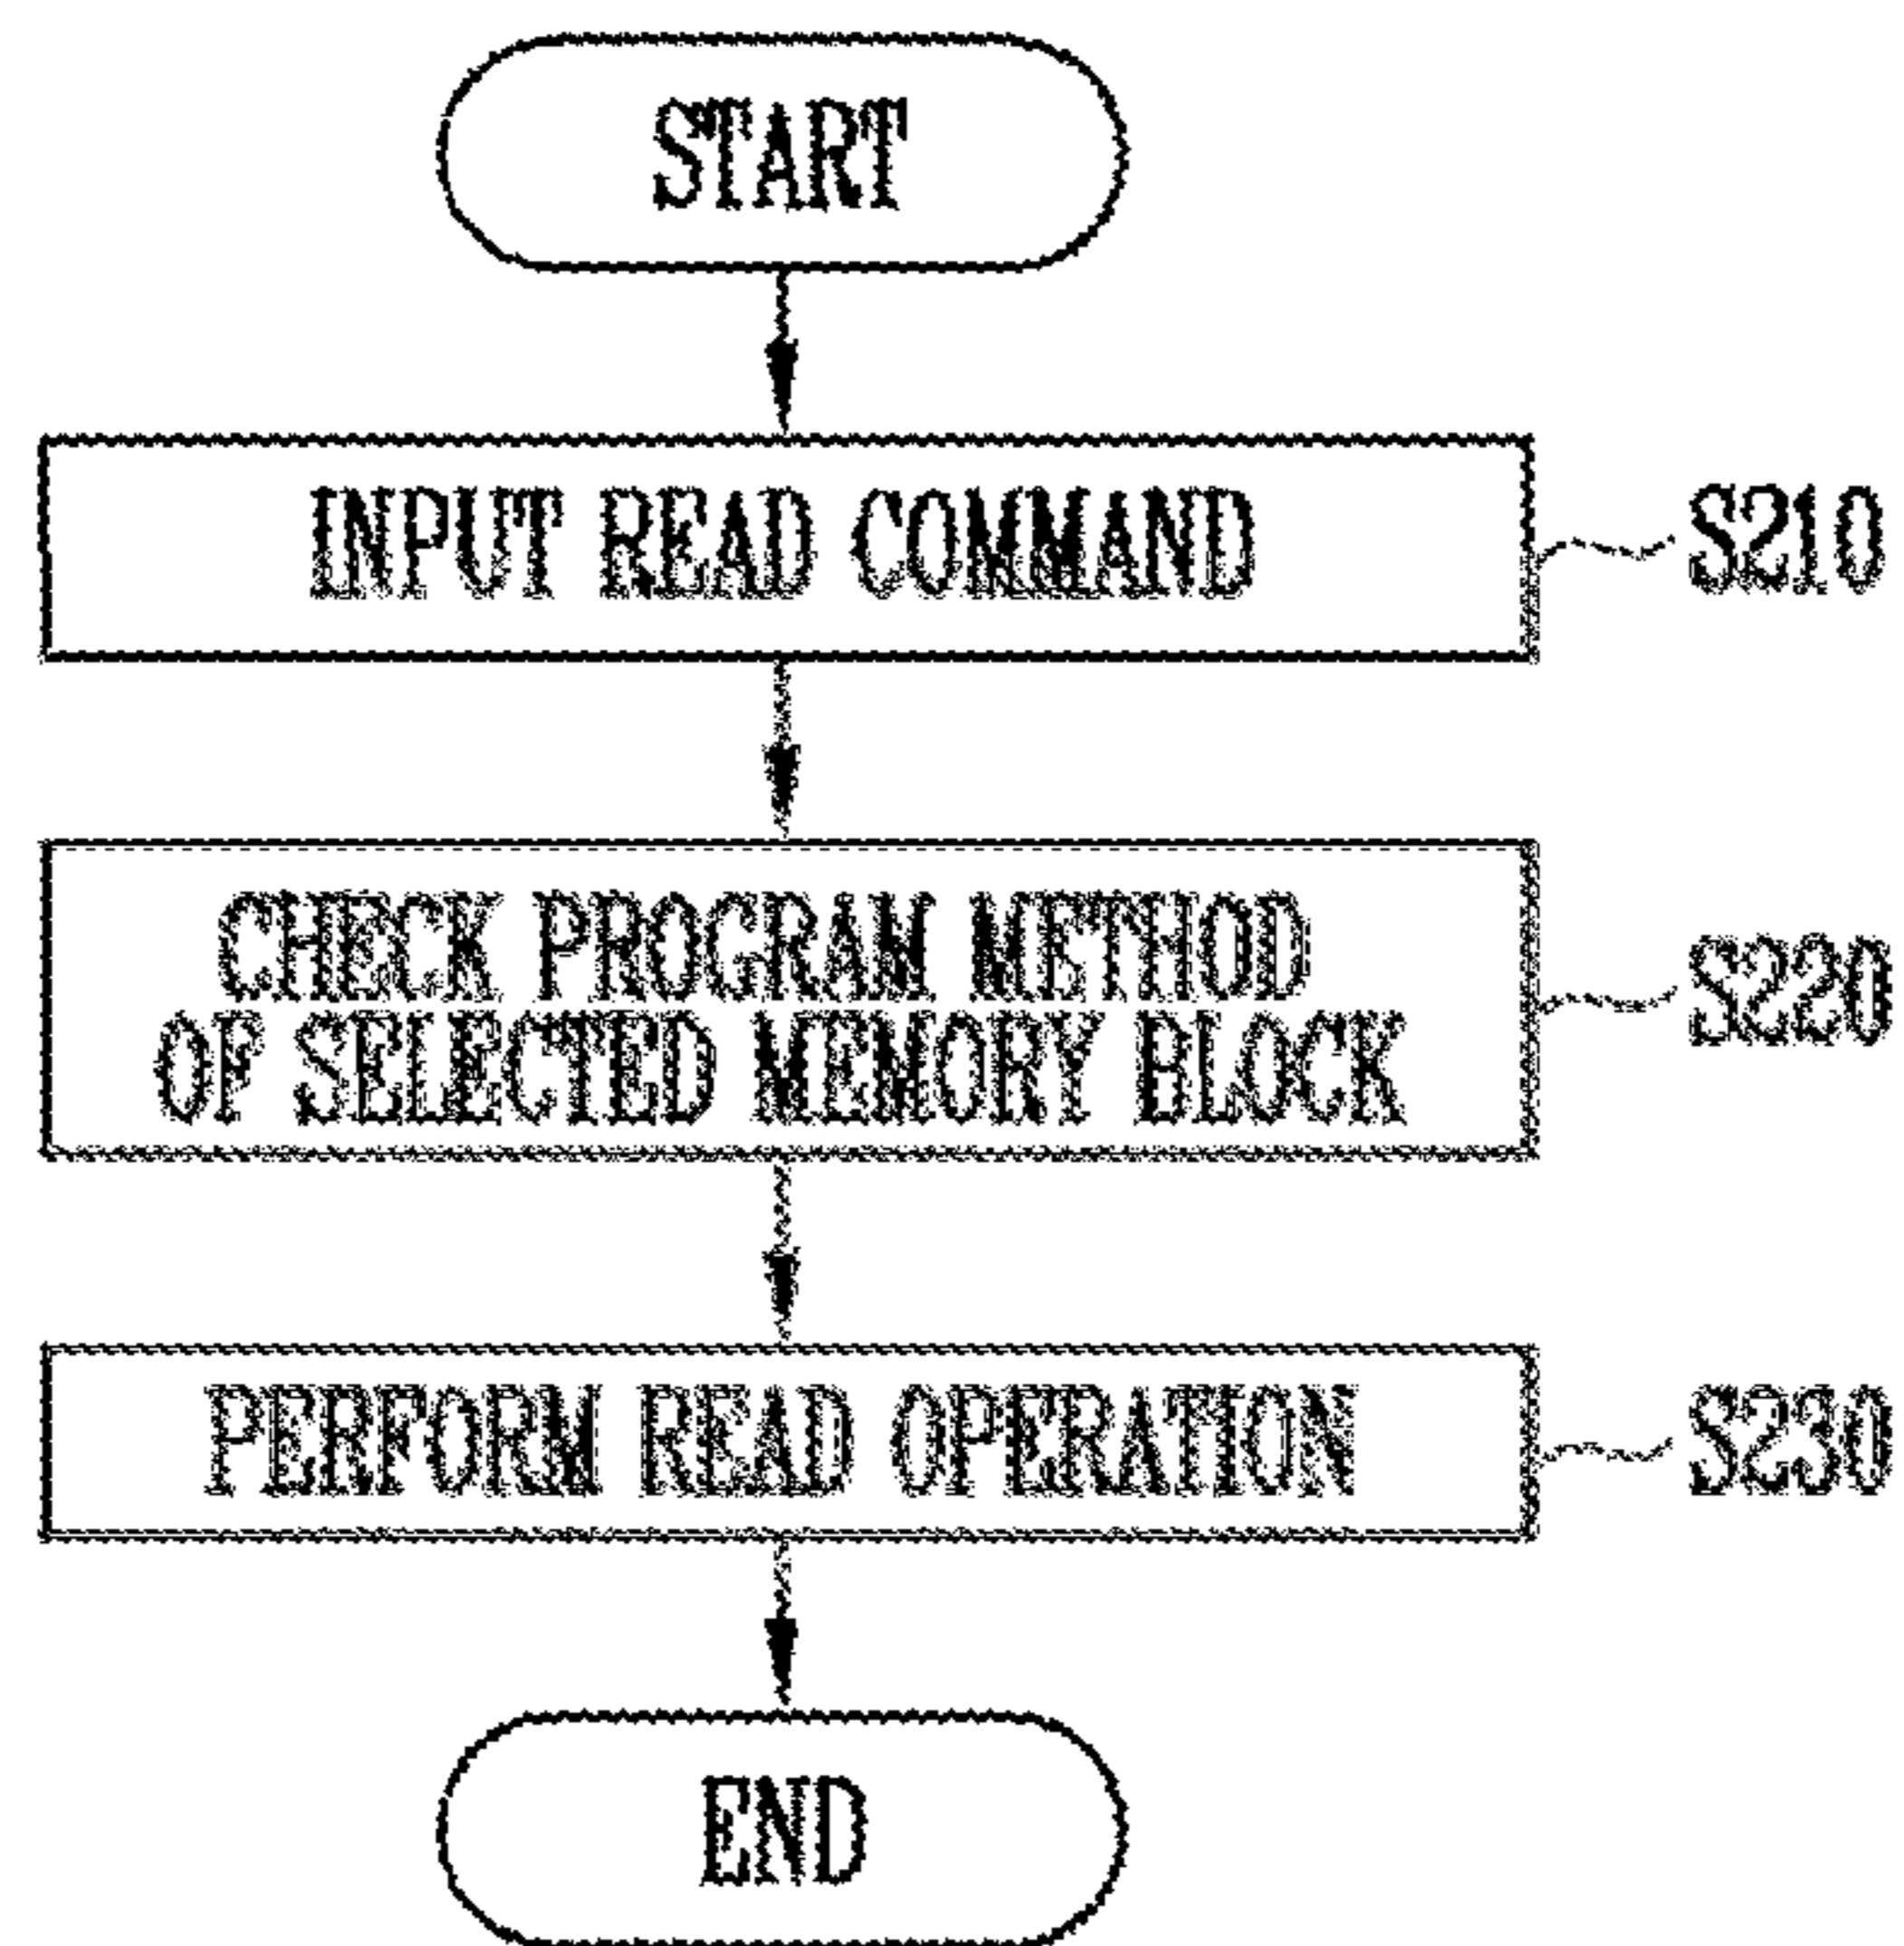 START
INPUT READ COMMAND
S210
CHECK PROGRAM METHOD
OF SELECTED MEMORY BLOCK
S220
PERFORM READ OPERATION
S230
END